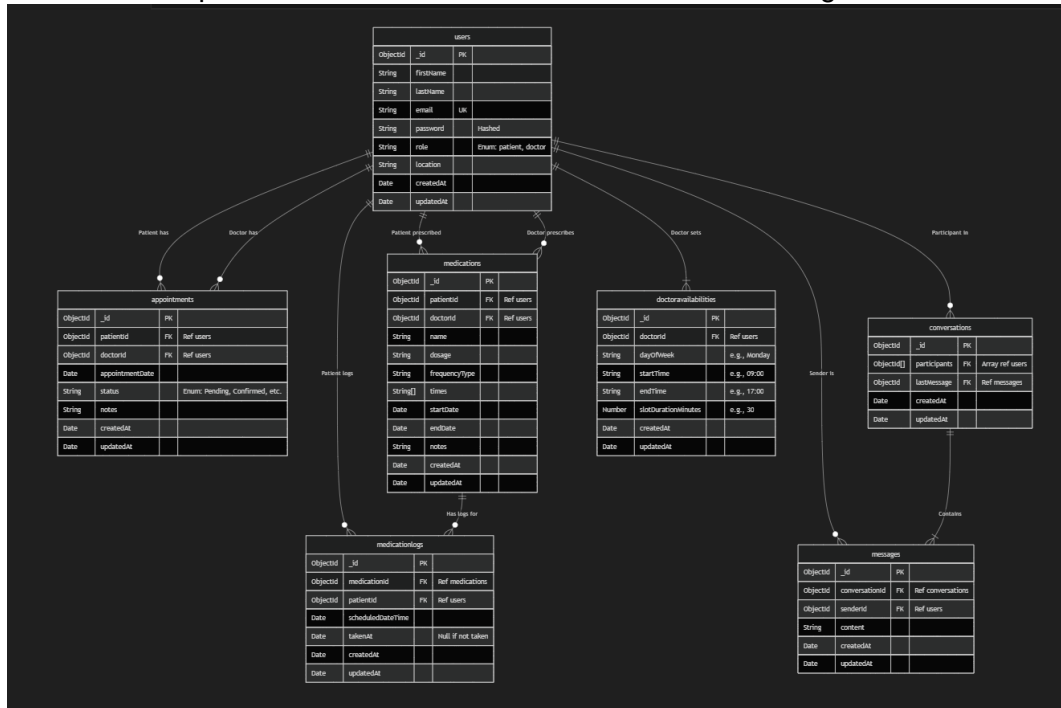 users
ObjectId _id PK
String firstName
String lastName
String email UK
String password Hashed
String role Enum: patient, doctor
String location
Date createdAt
Date updatedAt
Patient has
Doctor has
Patient prescribed
Doctor prescribes
Doctor sets
Participant in
appointments
ObjectId _id PK
ObjectId patientId FK Ref users
ObjectId doctorId FK Ref users
Date appointmentDate
String status Enum: Pending, Confirmed, etc.
String notes
Date createdAt
Date updatedAt
medications
ObjectId _id PK
ObjectId patientId FK Ref users
ObjectId doctorId FK Ref users
String name
String dosage
String frequencyType
String[] times
Date startDate
Date endDate
String notes
Date createdAt
Date updatedAt
doctoravailabilities
ObjectId _id PK
ObjectId doctorId FK Ref users
String dayOfWeek e.g., Monday
String startTime e.g., 09:00
String endTime e.g., 17:00
Number slotDurationMinutes e.g., 30
Date createdAt
Date updatedAt
conversations
ObjectId _id PK
ObjectId[] participants FK Array ref users
ObjectId lastMessage FK Ref messages
Date createdAt
Date updatedAt
Patient logs
Sender is
Has logs for
Contains
medicationlogs
ObjectId _id PK
ObjectId medicationId FK Ref medications
ObjectId patientId FK Ref users
Date scheduledDateTime
Date takenAt Null if not taken
Date createdAt
Date updatedAt
messages
ObjectId _id PK
ObjectId conversationId FK Ref conversations
ObjectId senderId FK Ref users
String content
Date createdAt
Date updatedAt